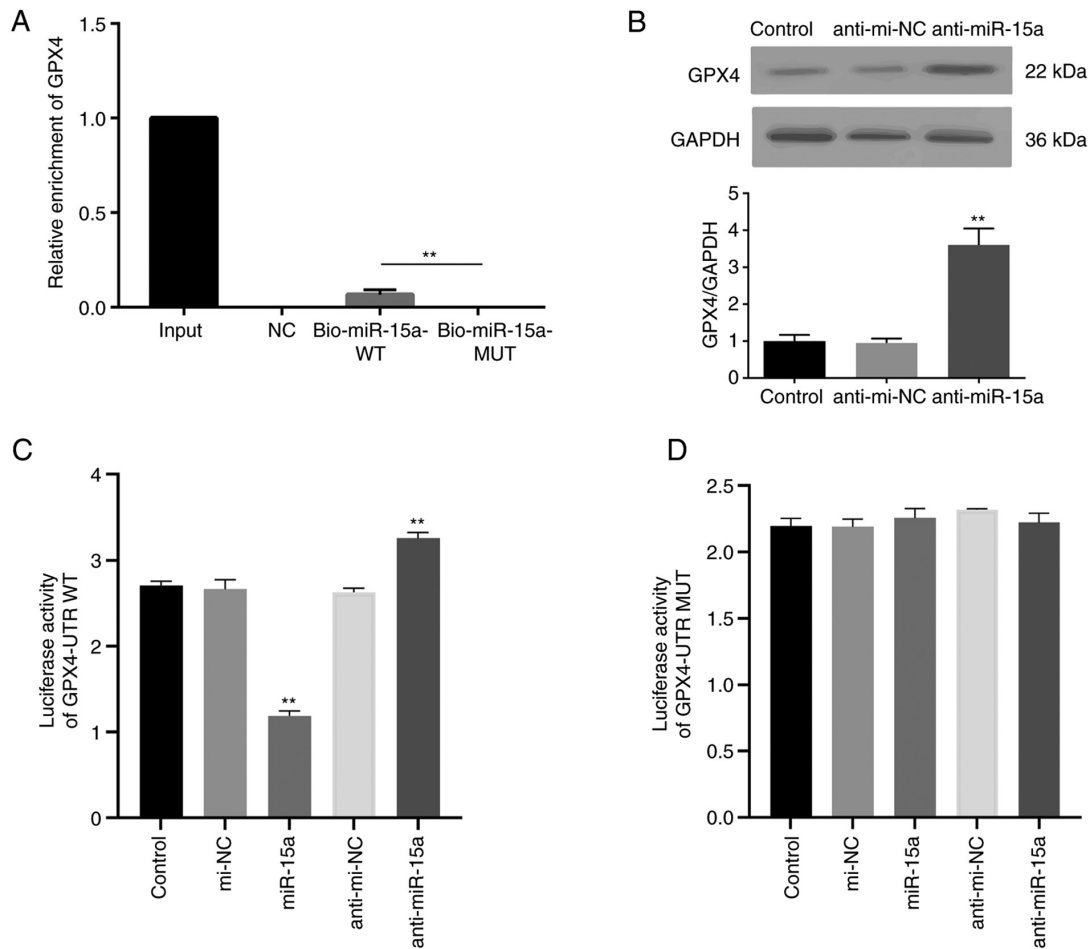 A
Relative enrichment of GPX4
1.5
1.0
0.5
0.0
Input
NC
Bio-miR-15a-
WT
Bio-miR-15a-
MUT
**
B
Control anti-mi-NC anti-miR-15a
GPX4
22 kDa
GAPDH
36 kDa
GPX4/GAPDH
5
4
3
2
1
0
**
Control anti-mi-NC anti-miR-15a
C
Luciferase activity
of GPX4-UTR WT
4
3
2
1
0
**
**
Control
mi-NC
miR-15a
anti-mi-NC
anti-miR-15a
D
Luciferase activity
of GPX4-UTR MUT
2.5
2.0
1.5
1.0
0.5
0.0
Control
mi-NC
miR-15a
anti-mi-NC
anti-miR-15a